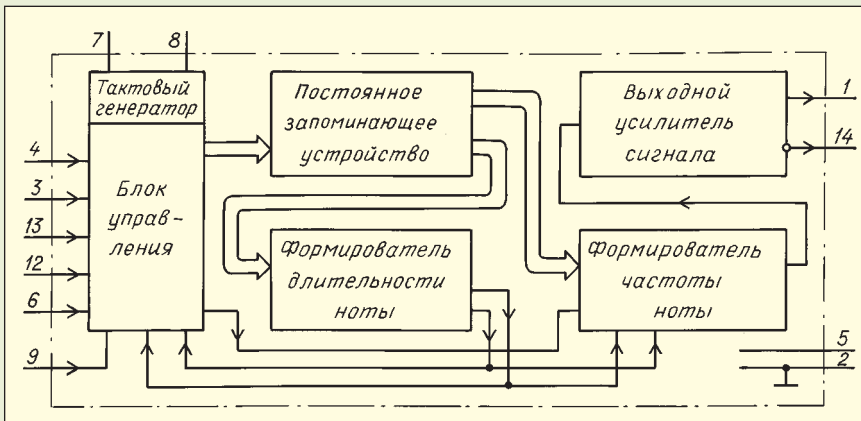 7
8
Тактовый
генератор
4
3
13
12
6
9
Блок
управ-
ления
Постоянное
запоминающее
устройство
Выходной
усилитель
сигнала
1
14
Формирователь
длительности
ноты
Формирователь
частоты
ноты
5
2